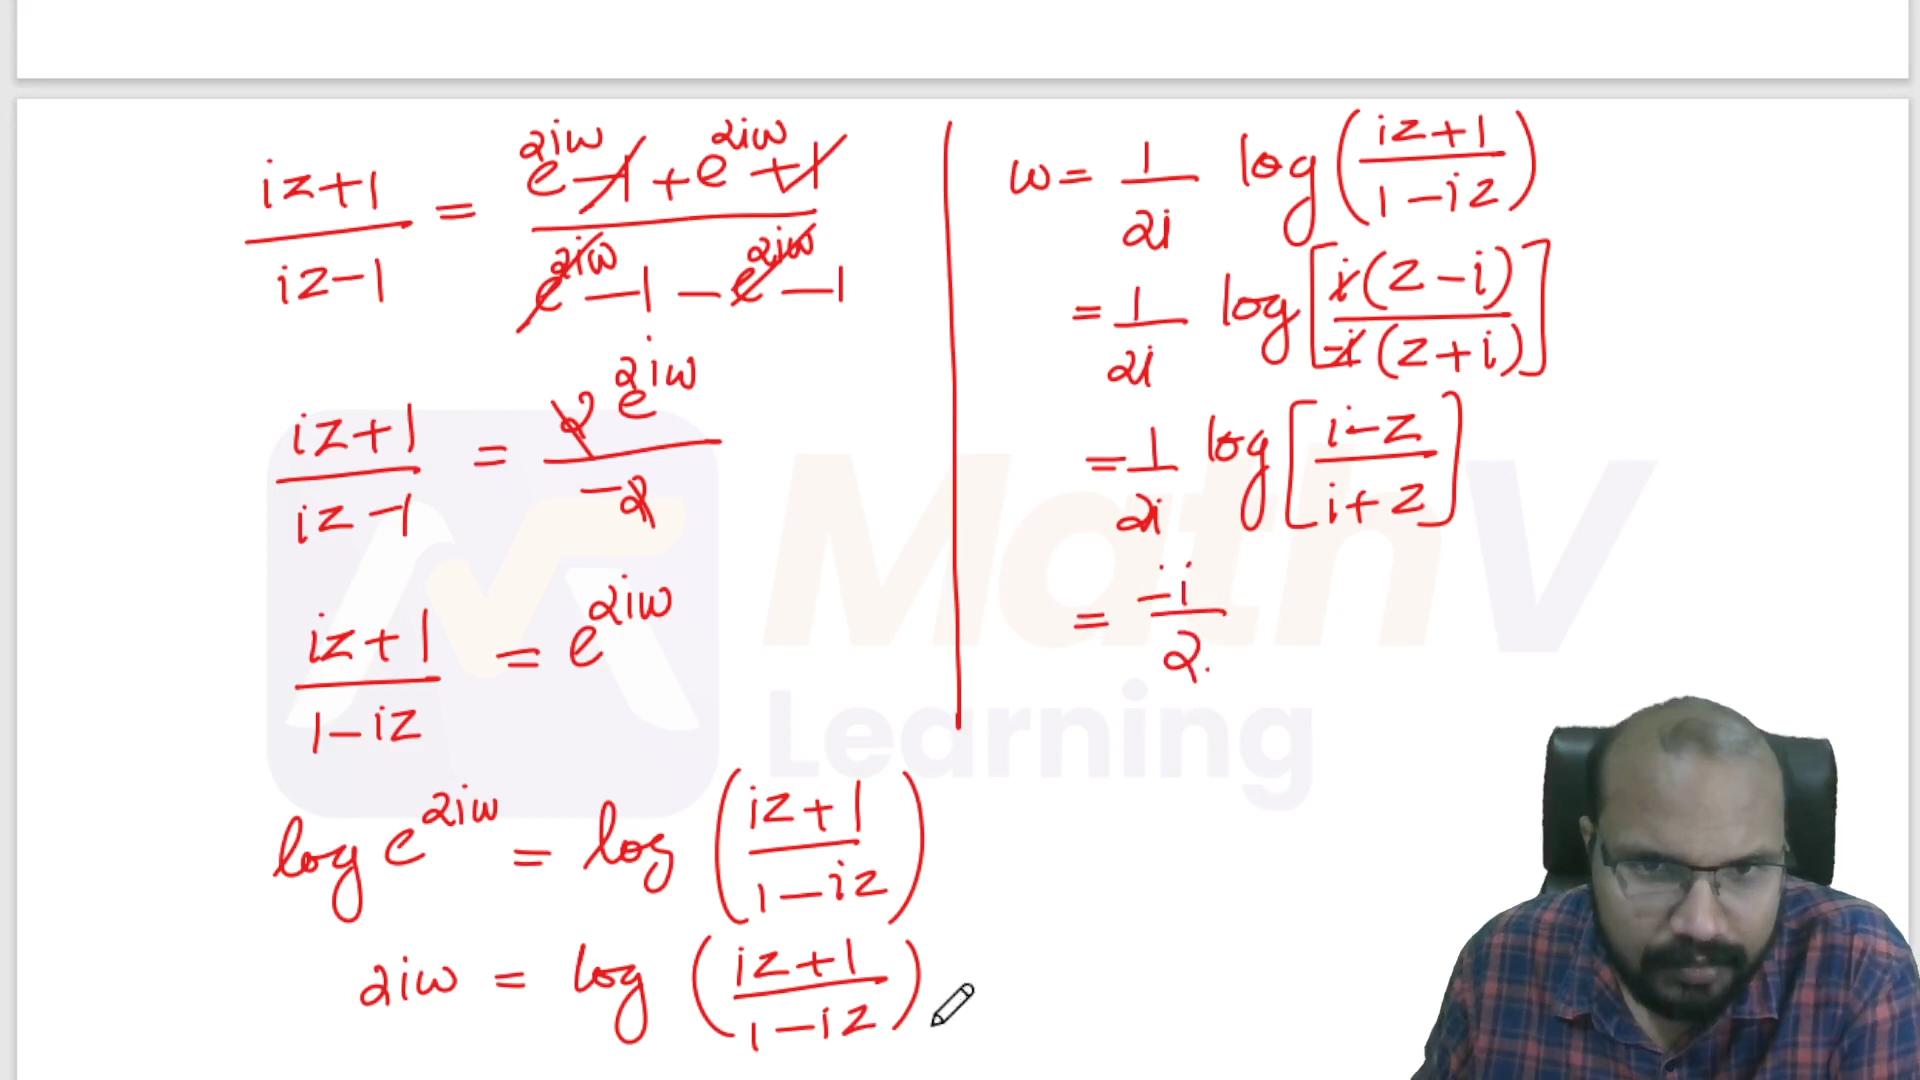 (iz+1)/(iz-1) = (e^{2iw} - 1 + e^{2iw} + 1)/(e^{2iw} - 1 - e^{2iw} - 1)
(iz+1)/(iz-1) = 2e^{2iw}/-2
(iz+1)/(1-iz) = e^{2iw}
log e^{2iw} = log ((iz+1)/(1-iz))
2iw = log ((iz+1)/(1-iz))
w = 1/2i log ((iz+1)/(1-iz))
= 1/2i log [i(z-i)/-i(z+i)]
= 1/2i log [(i-z)/(i+z)]
= -i/2
MathV
Learning